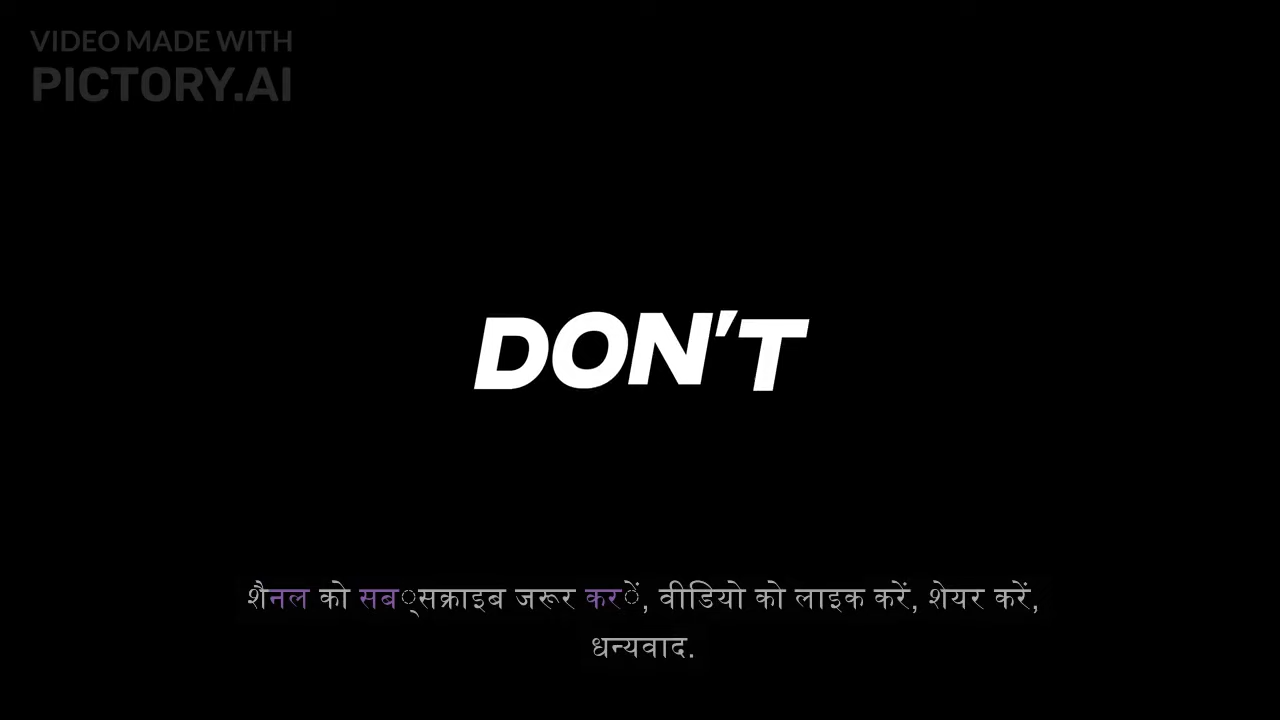 VIDEO MADE WITH
PICTORY.AI
DON'T
शैनल को सब्सक्राइब जरूर करें, वीडियो को लाइक करें, शेयर करें,
धन्यवाद.